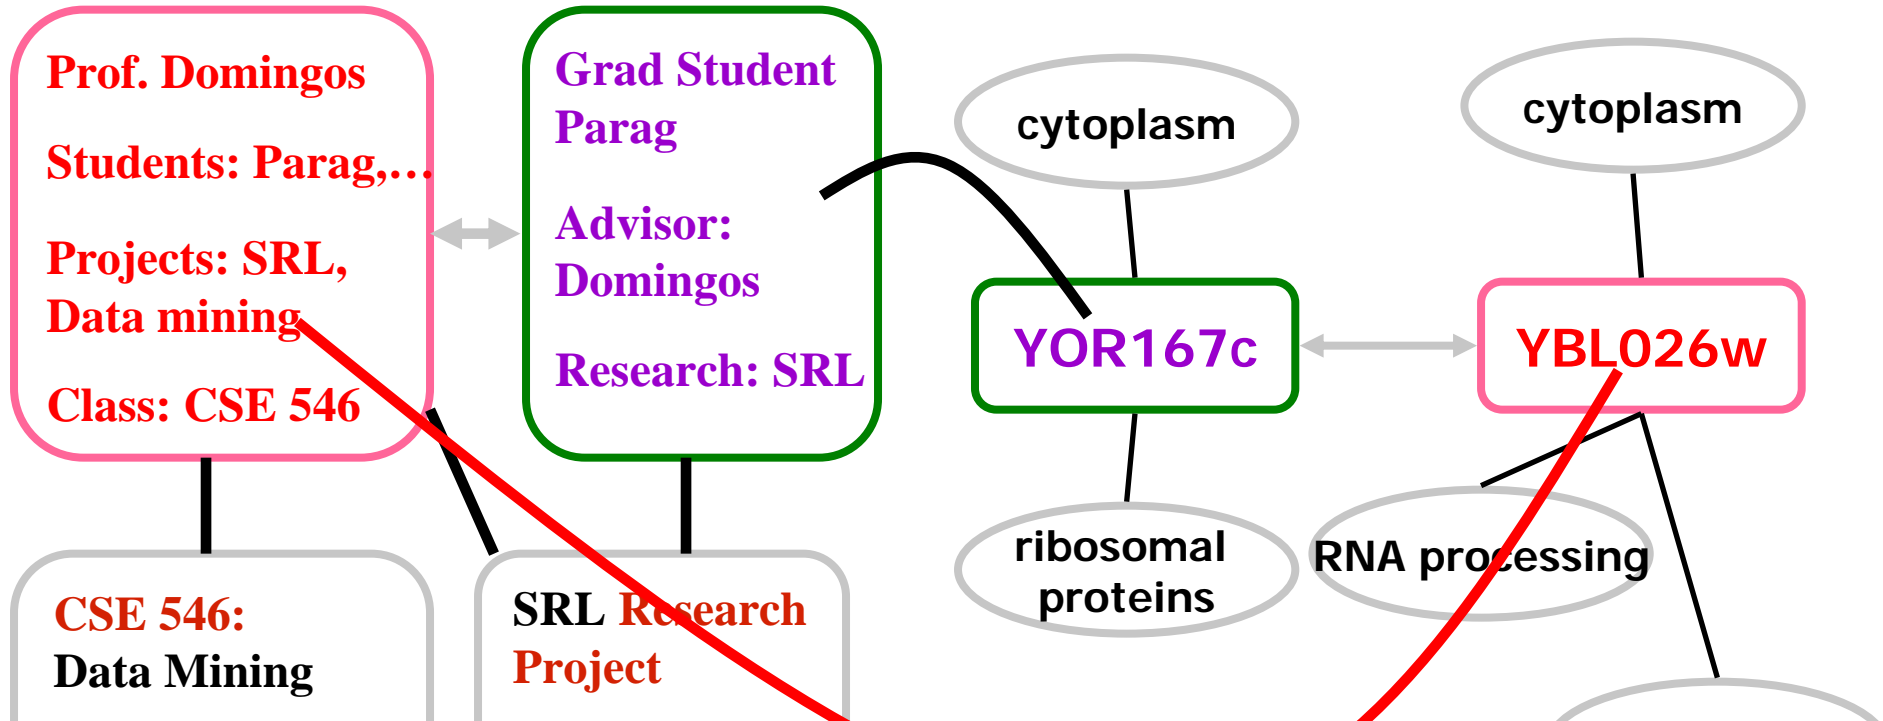 Prof. Domingos
Students: Parag,…
Projects: SRL,
Data mining
Class: CSE 546
Grad Student
Parag
Advisor:
Domingos
Research: SRL
CSE 546:
Data Mining
SRL Research
Project
cytoplasm
YOR167c
ribosomal
proteins
cytoplasm
YBL026w
RNA processing